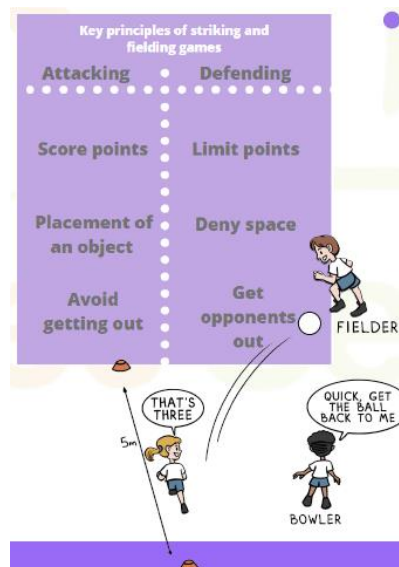 Key principles of striking and
fielding games
Attacking
Defending
Score points
Limit points
Placement of
an object
Deny space
Avoid
getting out
Get
opponents
out
FIELDER
THAT'S
THREE
QUICK, GET
THE BALL
BACK TO ME
5m
BOWLER